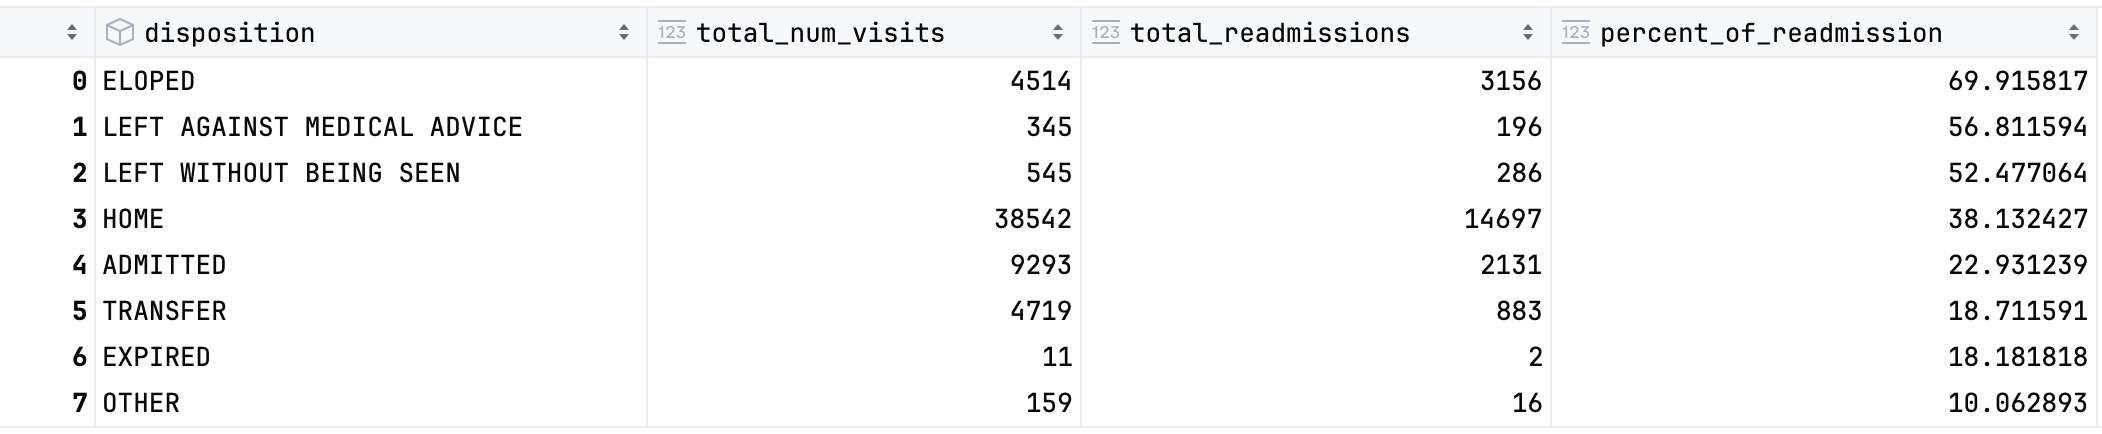 disposition 123 total_num_visits 123 total_readmissions 123 percent_of_readmission
0 ELOPED 4514 3156 69.915817
1 LEFT AGAINST MEDICAL ADVICE 345 196 56.811594
2 LEFT WITHOUT BEING SEEN 545 286 52.477064
3 HOME 38542 14697 38.132427
4 ADMITTED 9293 2131 22.931239
5 TRANSFER 4719 883 18.711591
6 EXPIRED 11 2 18.181818
7 OTHER 159 16 10.062893